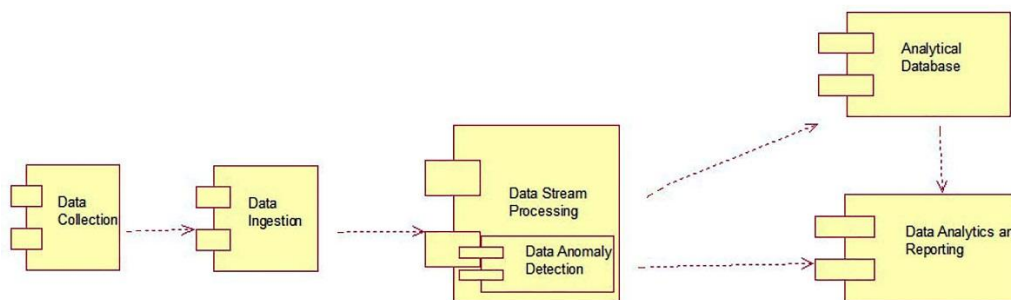 Data
Collection
Data
Ingestion
Data Stream
Processing
Data Anomaly
Detection
Analytical
Database
Data Analytics an
Reporting